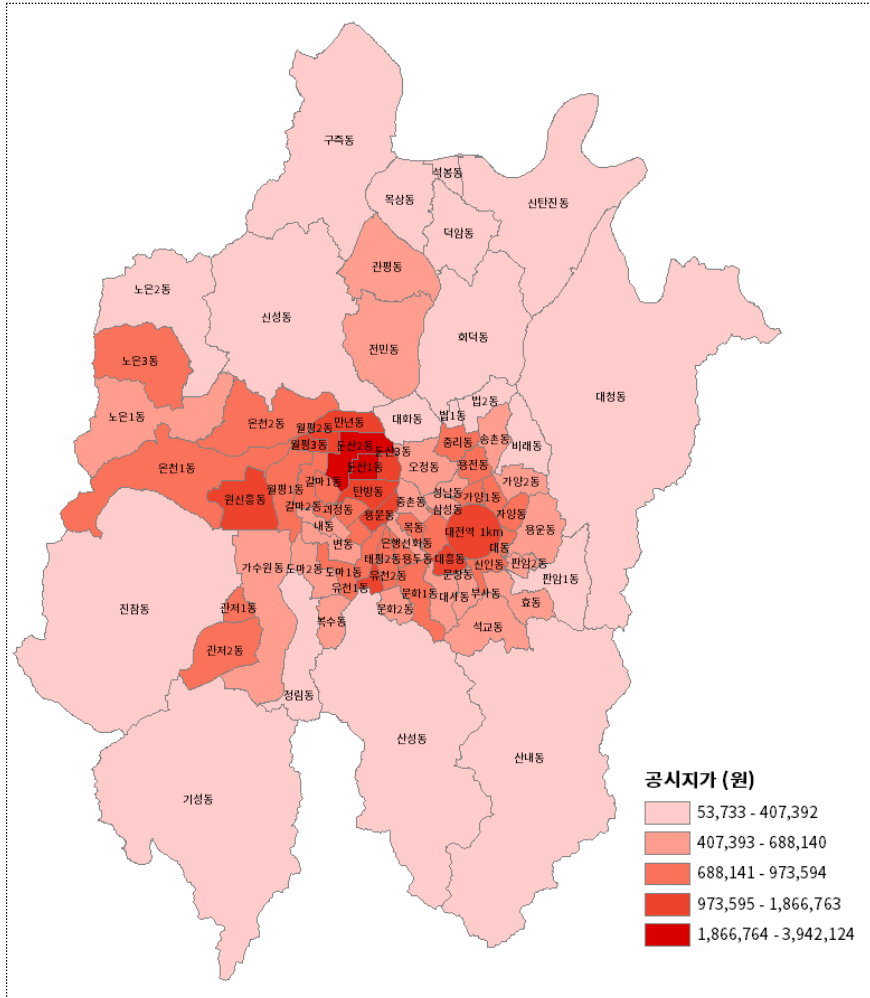 구즉동
석봉동
목상동
신탄진동
덕암동
관평동
노은2동
신성동
회덕동
전민동
노은3동
대청동
법2동
노은1동
대화동
법1동
은천2동
만년동
월평2동
송촌동
중리동
비래동
월평3동
둔산2동
둔산3동
은천1동
둔산1동
오정동
용전동
갈마1동
가양2동
월평1동
탄방동
성남동
가양1동
원신흥동
중촌동
갈마2동
괴정동
삼성동
용문동
자양동
내동
목동
대전역 1km
용운동
변동
은행선화동
대동
태평2동
용두동
대흥동
신인동
판암2동
가수원동
도마2동
도마1동
유천2동
문창동
판암1동
유천1동
문화1동
대사동
부사동
관저1동
문화2동
효동
진잠동
복수동
석교동
관저2동
정림동
산성동
산내동
기성동
공시지가 (원)
53,733 - 407,392
407,393 - 688,140
688,141 - 973,594
973,595 - 1,866,763
1,866,764 - 3,942,124